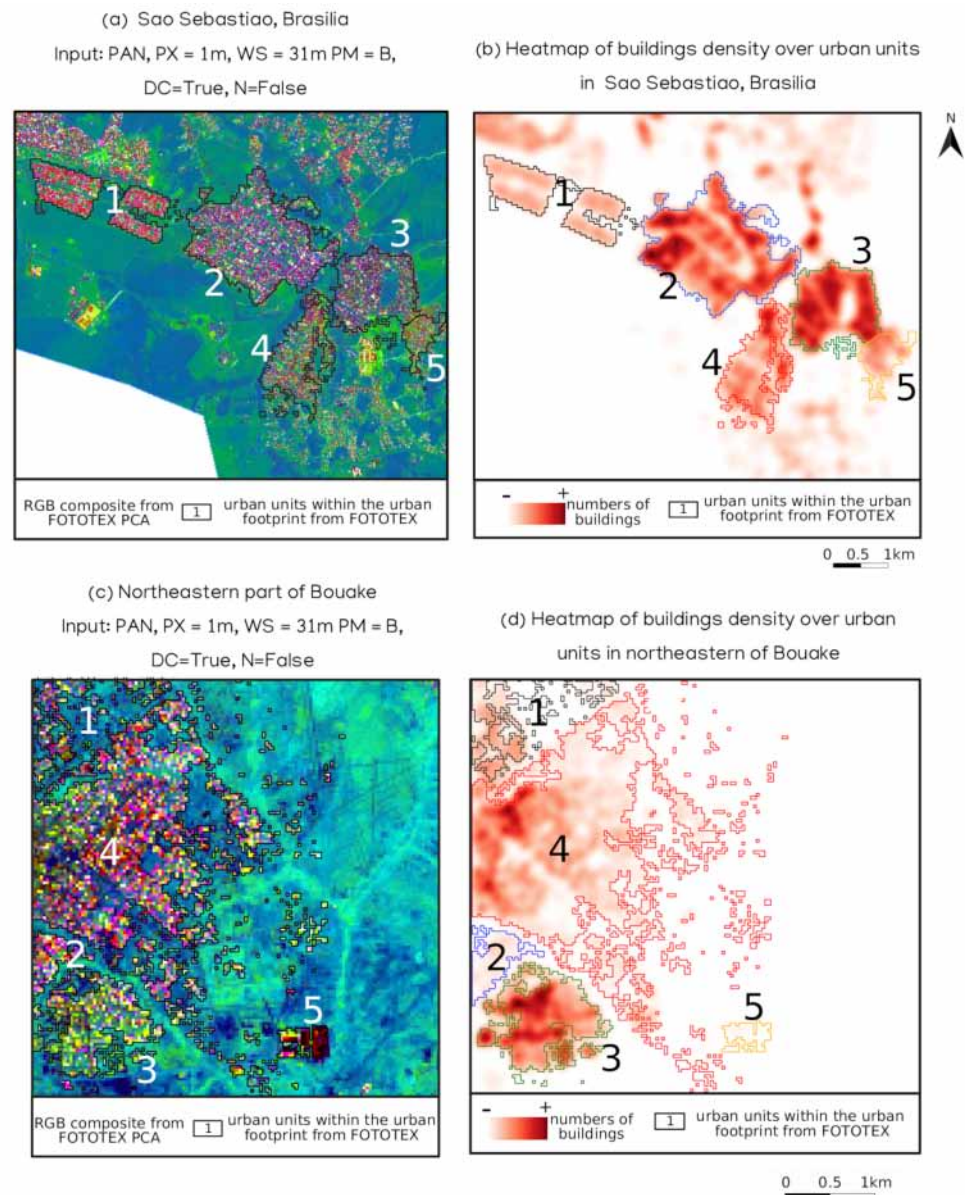 (a) Sao Sebastiao, Brasilia
Input: PAN, PX = 1m, WS = 31m PM = B,
DC=True, N=False
(b) Heatmap of buildings density over urban units
in Sao Sebastiao, Brasilia
N
1
2
3
4
5
1
2
3
4
5
RGB composite from
FOTOTEX PCA
1
urban units within the urban
footprint from FOTOTEX
- +
numbers of
buildings
1
urban units within the urban
footprint from FOTOTEX
0 0.5 1km
(c) Northeastern part of Bouake
Input: PAN, PX = 1m, WS = 31m PM = B,
DC=True, N=False
(d) Heatmap of buildings density over urban
units in northeastern of Bouake
1
4
2
5
3
1
4
2
5
3
RGB composite from
FOTOTEX PCA
1
urban units within the urban
footprint from FOTOTEX
- +
numbers of
buildings
1
urban units within the urban
footprint from FOTOTEX
0 0.5 1km